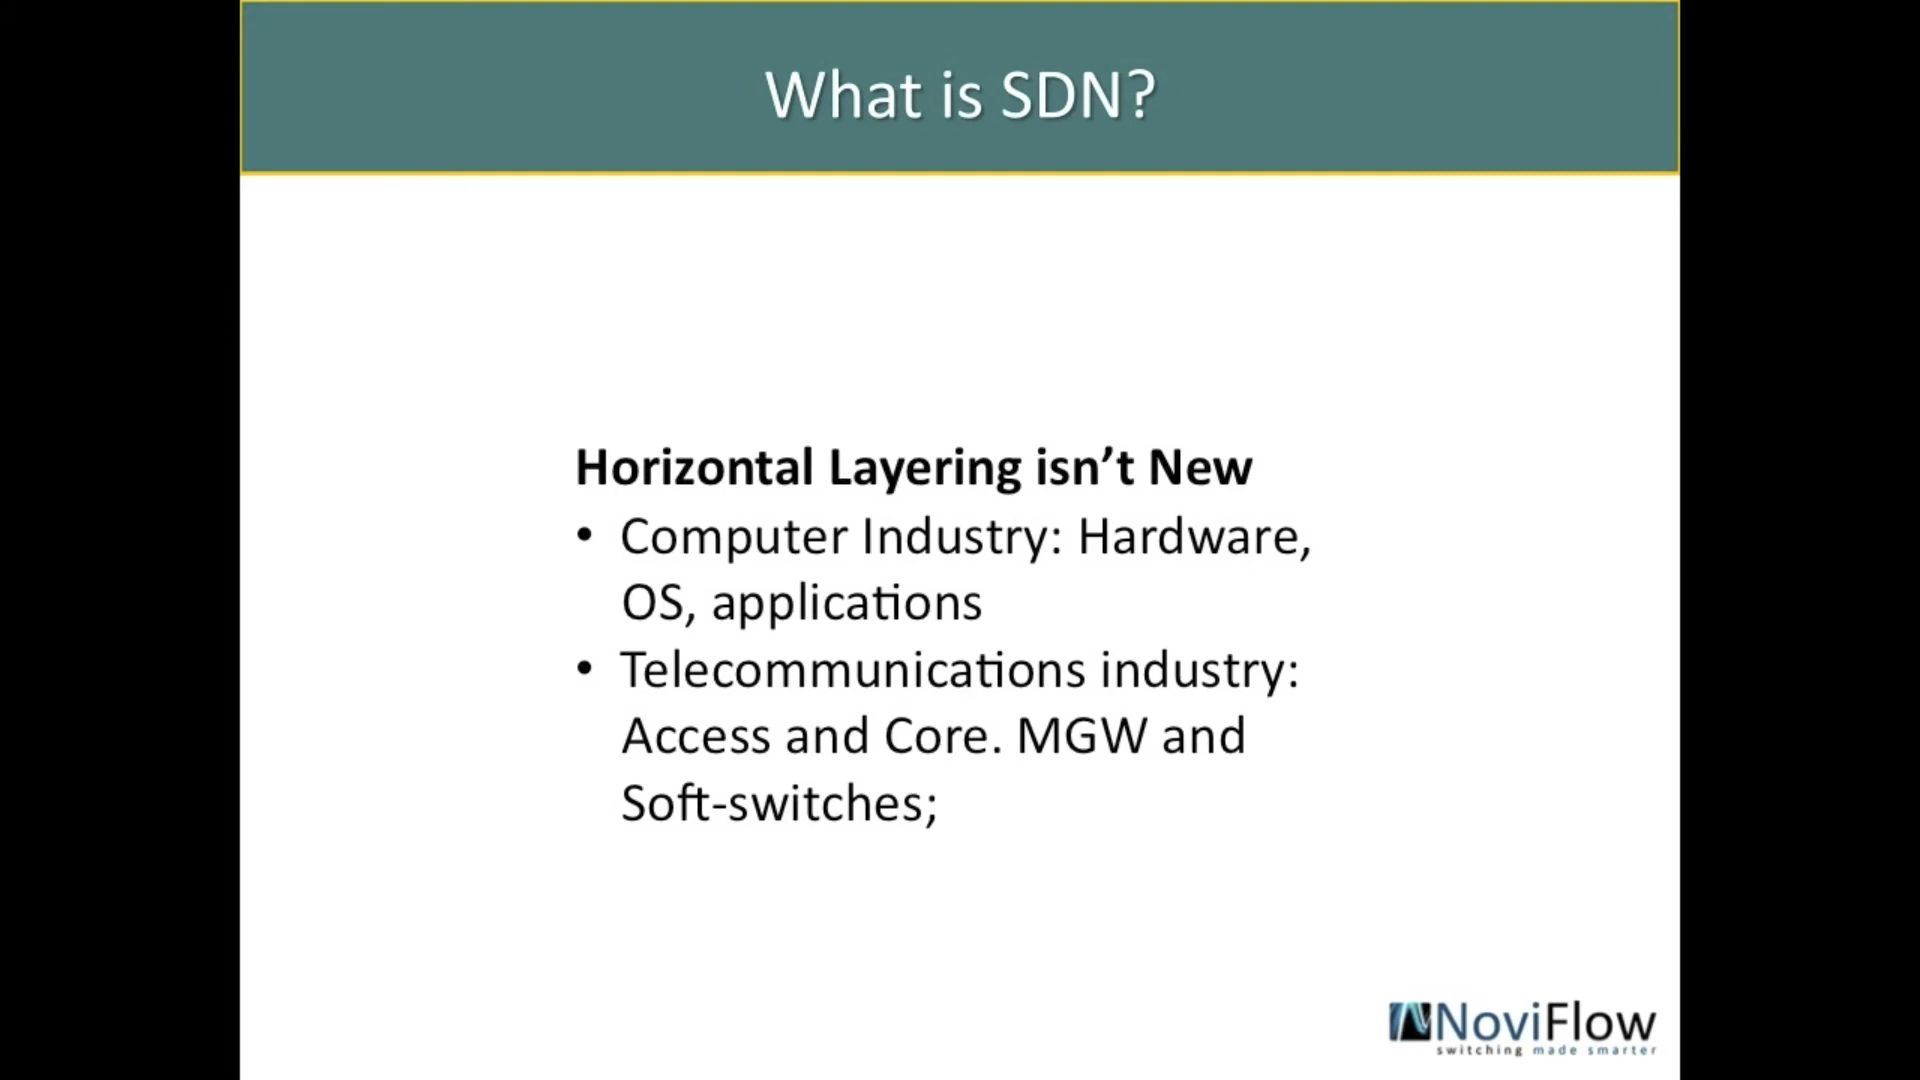 What is SDN?
Horizontal Layering isn’t New
• Computer Industry: Hardware,
OS, applications
• Telecommunications industry:
Access and Core. MGW and
Soft-switches;
NoviFlow
switching made smarter